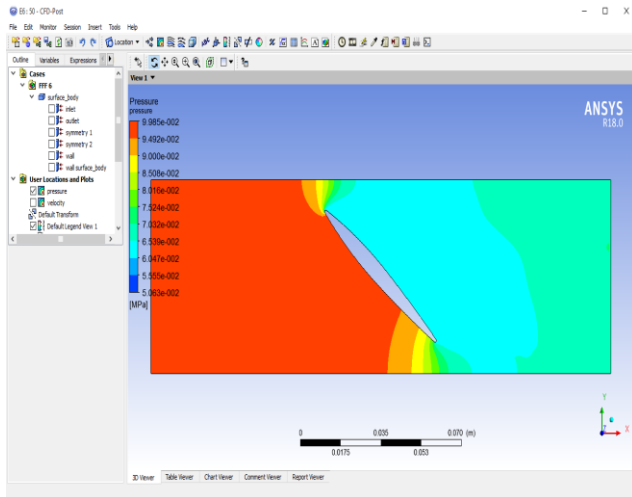 E6 : 50 - CFD-Post
File Edit Monitor Session Insert Tools Help
Location
Outline Variables Expressions
Cases
FFF 6
surface_body
inlet
outlet
symmetry 1
symmetry 2
wall
wall surface_body
User Locations and Plots
pressure
velocity
Default Transform
Default Legend View 1
View 1
Pressure
pressure
9.985e-002
9.492e-002
9.000e-002
8.508e-002
8.016e-002
7.524e-002
7.032e-002
6.539e-002
6.047e-002
5.555e-002
5.063e-002
[MPa]
ANSYS
R18.0
0 0.035 0.070 (m)
0.0175 0.053
Y
X
3D Viewer Table Viewer Chart Viewer Comment Viewer Report Viewer